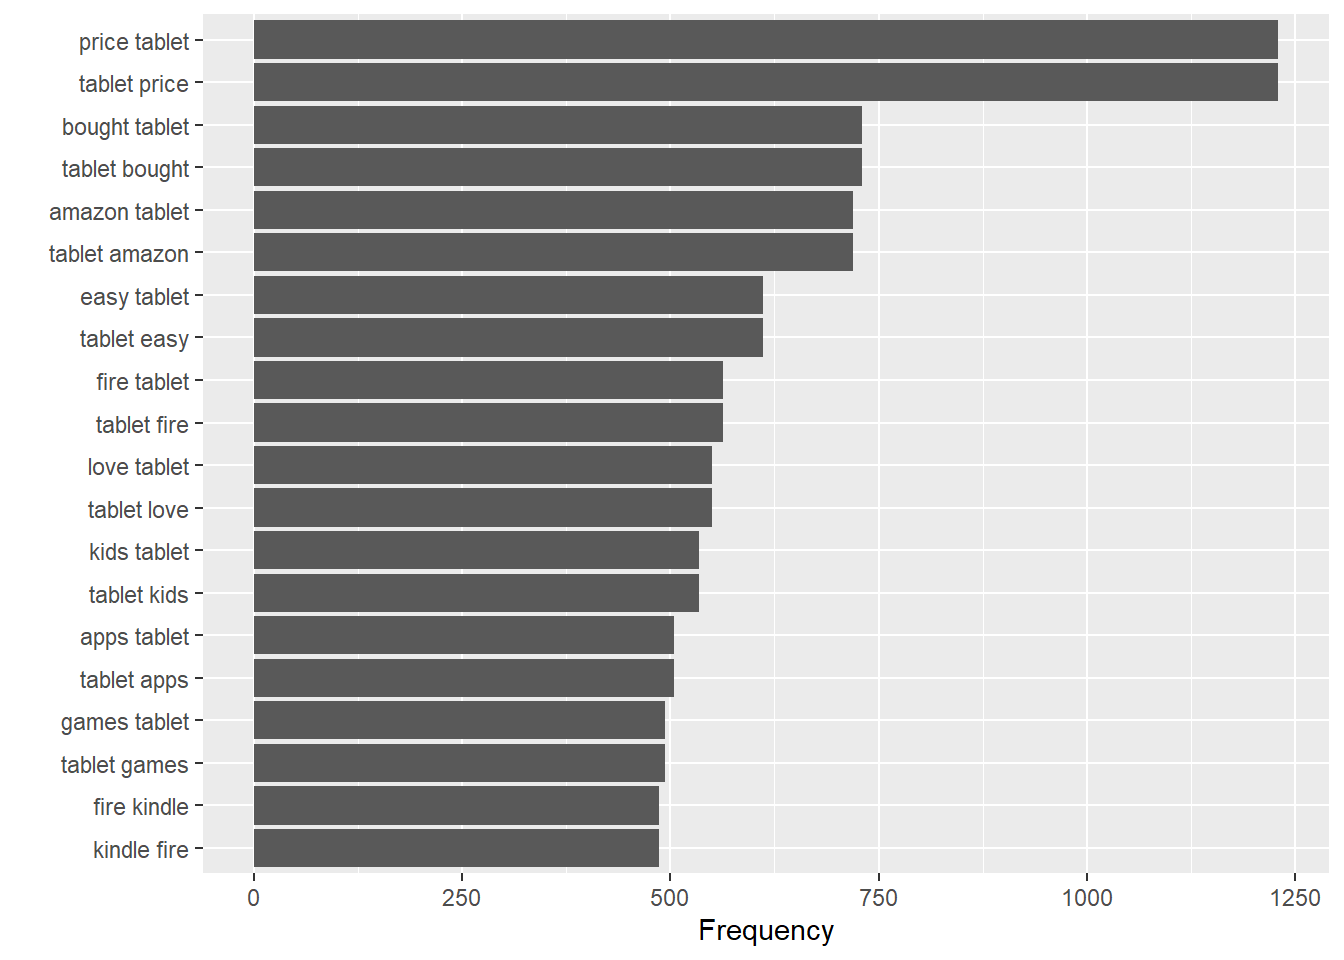 price tablet
tablet price
bought tablet
tablet bought
amazon tablet
tablet amazon
easy tablet
tablet easy
fire tablet
tablet fire
love tablet
tablet love
kids tablet
tablet kids
apps tablet
tablet apps
games tablet
tablet games
fire kindle
kindle fire
0 250 500 750 1000 1250
Frequency